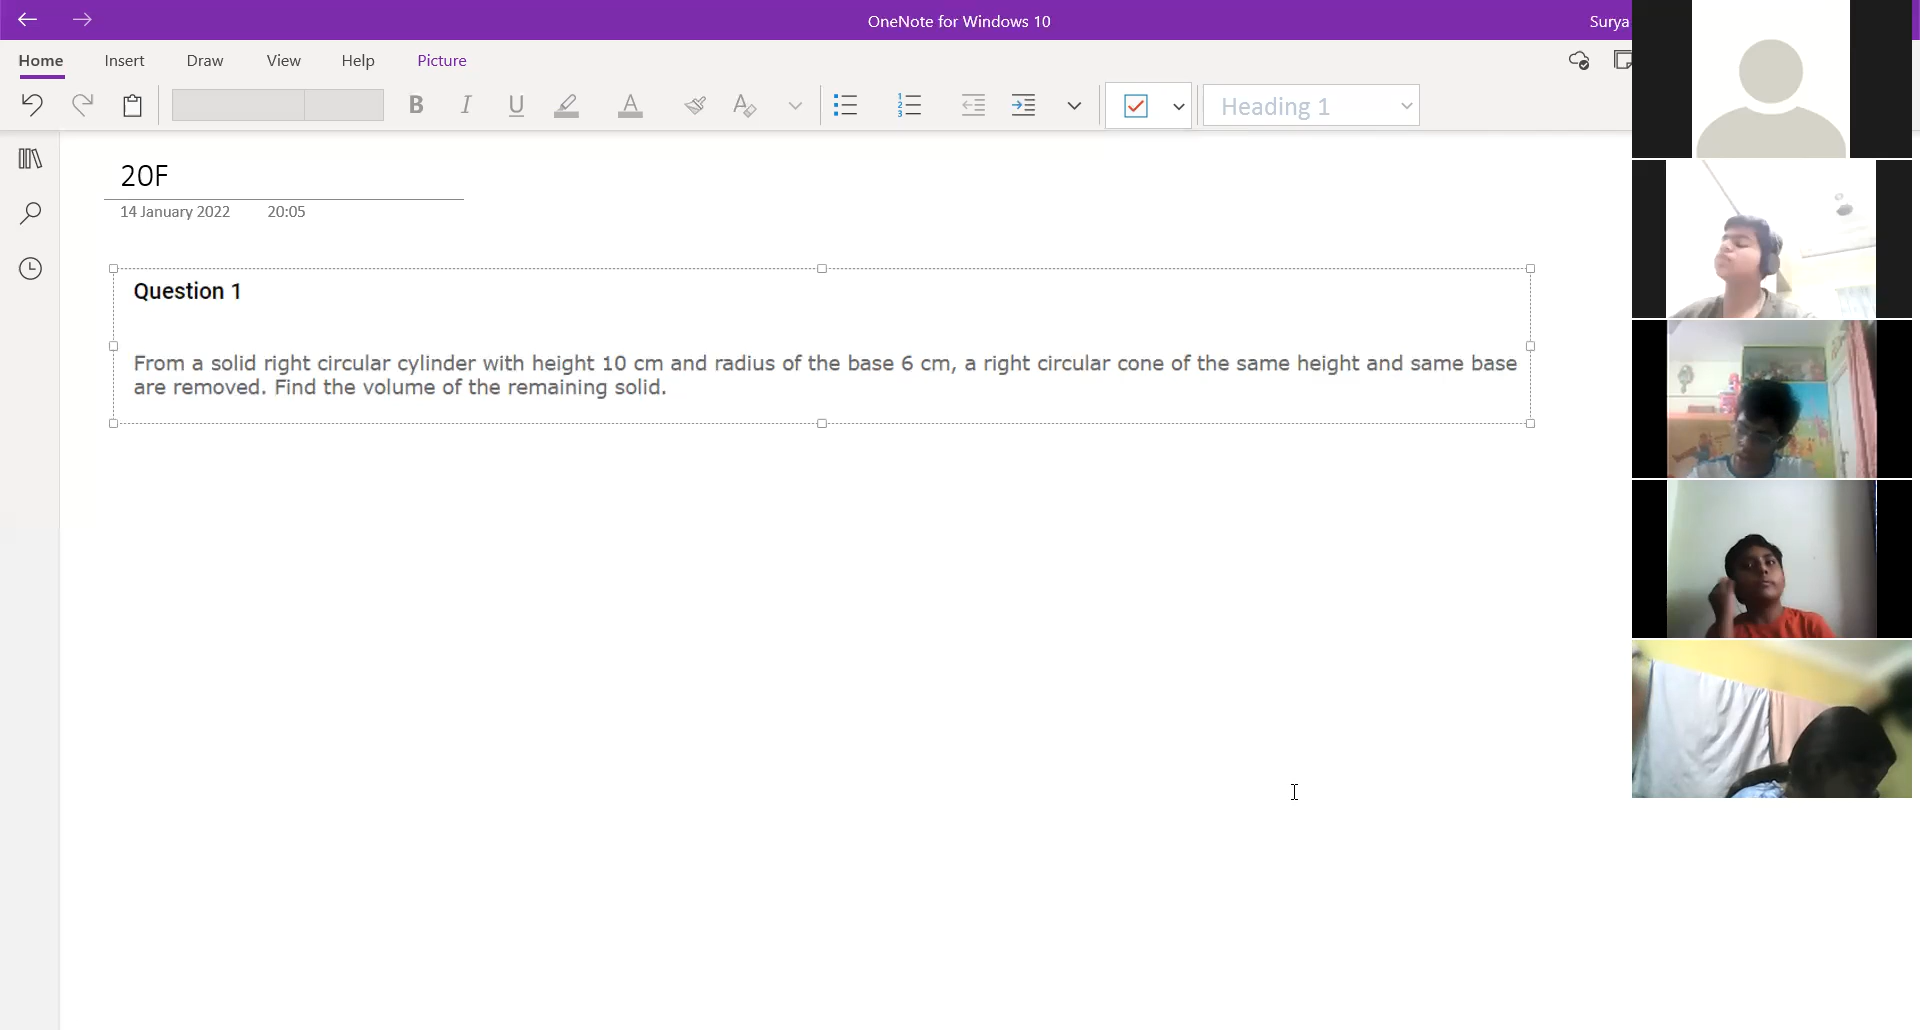 OneNote for Windows 10
Surya
Home Insert Draw View Help Picture
B I U A A Heading 1
20F
14 January 2022 20:05
Question 1
From a solid right circular cylinder with height 10 cm and radius of the base 6 cm, a right circular cone of the same height and same base
are removed. Find the volume of the remaining solid.